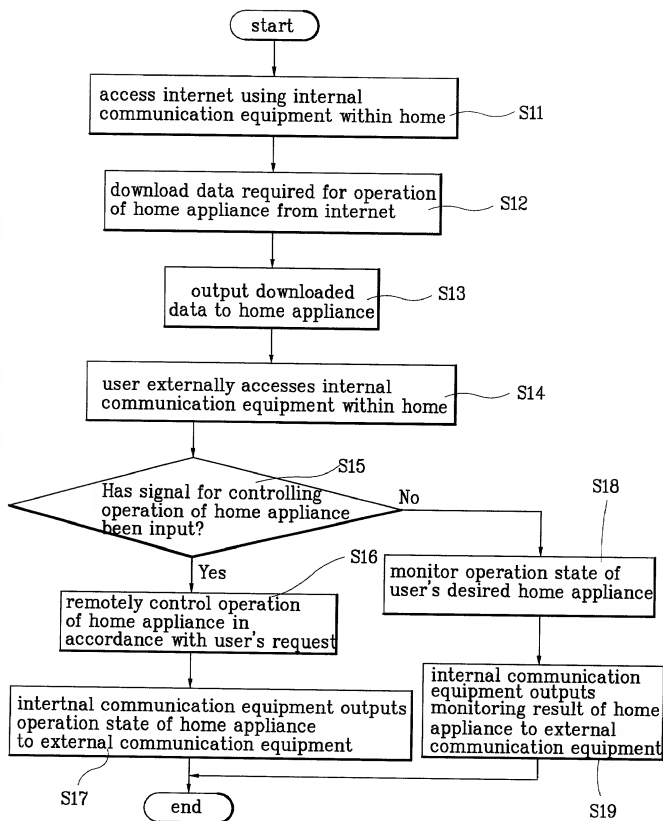 start
access internet using internal
communication equipment within home
S11
download data required for operation
of home appliance from internet
S12
output downloaded
data to home appliance
S13
user externally accesses internal
communication equipment within home
S14
S15
Has signal for controlling
operation of home appliance
been input?
No
Yes
S16
remotely control operation
of home appliance in
accordance with user's request
intertnal communication equipment outputs
operation state of home appliance
to external communication equipment
S17
S18
monitor operation state of
user's desired home appliance
internal communication
equipment outputs
monitoring result of home
appliance to external
communication equipment
S19
end